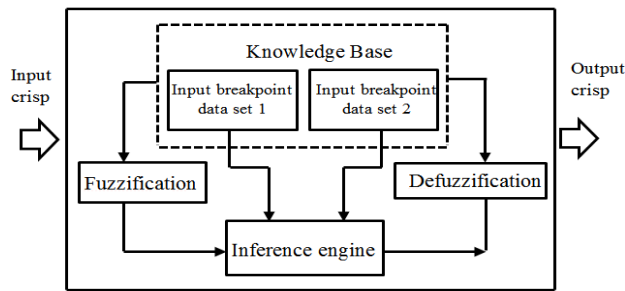 Knowledge Base
Input
crisp
Input breakpoint
data set 1
Input breakpoint
data set 2
Output
crisp
Fuzzification
Defuzzification
Inference engine